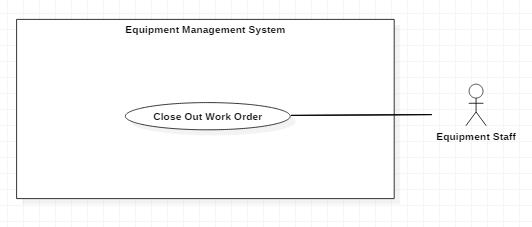 Equipment Management System
Close Out Work Order
Equipment Staff